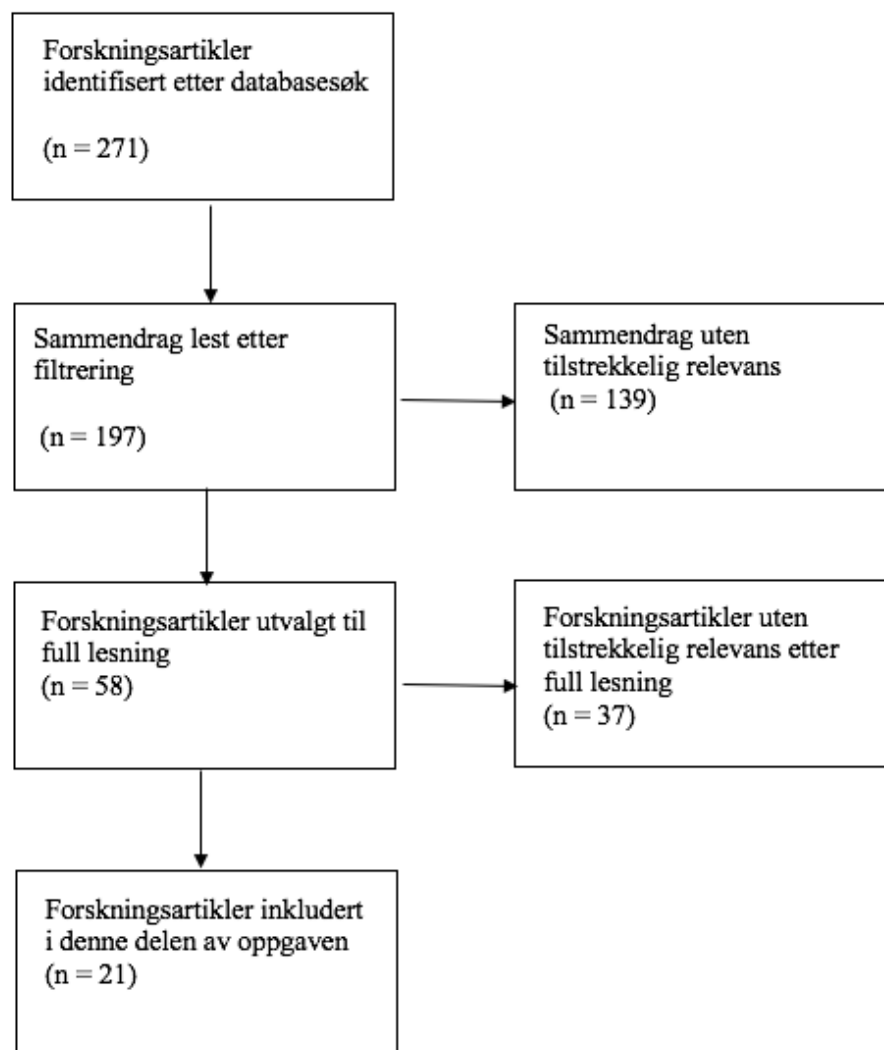 Forskningsartikler
identifisert etter databasesøk
(n = 271)
Sammendrag lest etter
filtrering
(n = 197)
Sammendrag uten
tilstrekkelig relevans
(n = 139)
Forskningsartikler utvalgt til
full lesning
(n = 58)
Forskningsartikler uten
tilstrekkelig relevans etter
full lesning
(n = 37)
Forskningsartikler inkludert
i denne delen av oppgaven
(n = 21)